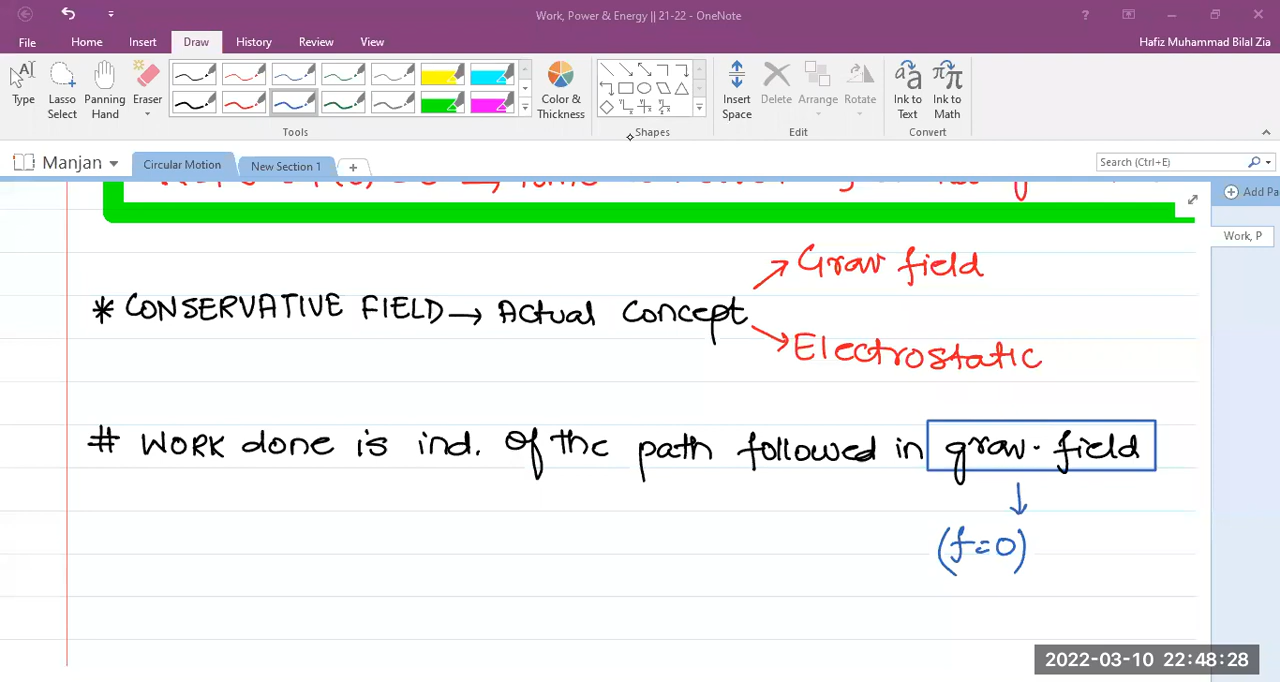 Work, Power & Energy || 21-22 - OneNote
?
File Home Insert Draw History Review View
Hafiz Muhammad Bilal Zia
Type
Lasso Select
Panning Hand
Eraser
Color & Thickness
Insert Space
Delete
Arrange
Rotate
Ink to Text
Ink to Math
Tools
Shapes
Edit
Convert
Manjan
Circular Motion
New Section 1
Search (Ctrl+E)
Add Pa
Work, P
Grav field
* CONSERVATIVE FIELD → Actual Concept
Electrostatic
# WORK done is ind. of the path followed in grav. field
(f=0)
2022-03-10 22:48:28